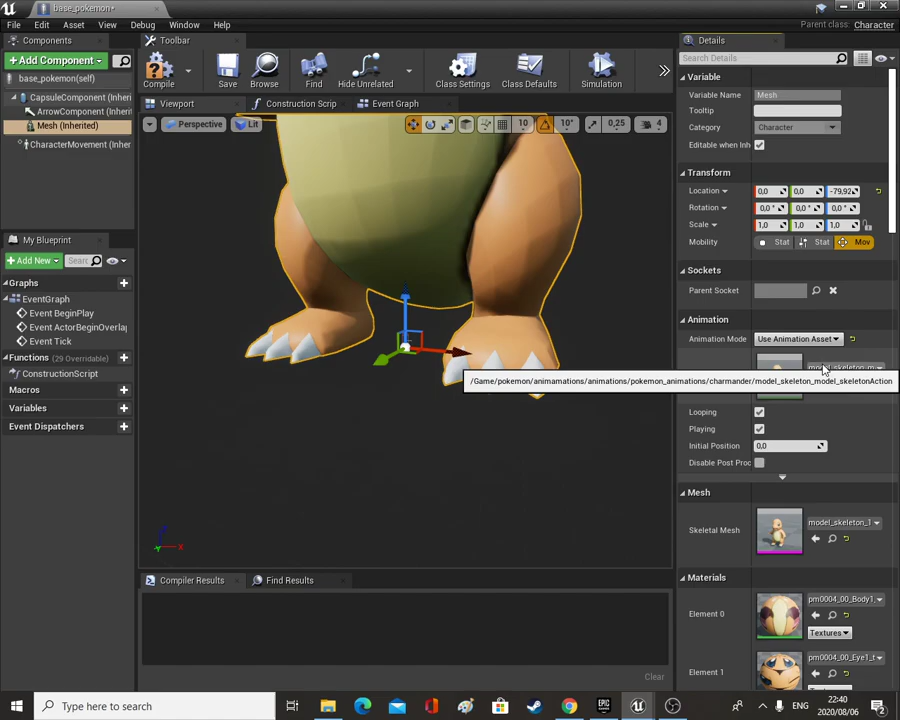 base_pokemon*
File Edit Asset View Debug Window Help
Parent class: Character
Components
+ Add Component
base_pokemon(self)
CapsuleComponent (Inheri
ArrowComponent (Inherit
Mesh (Inherited)
CharacterMovement (Inher
My Blueprint
+ Add New
Searc
Graphs
EventGraph
Event BeginPlay
Event ActorBeginOverlap
Event Tick
Functions (29 Overridable)
ConstructionScript
Macros
Variables
Event Dispatchers
Toolbar
Compile Save Browse Find Hide Unrelated Class Settings Class Defaults Simulation
Viewport Construction Scrip Event Graph
Perspective Lit 10 10° 0,25 4
Z X Y
/Game/pokemon/animamations/animations/pokemon_animations/charmander/model_skeleton_model_skeletonAction
Compiler Results Find Results
Clear
Details
Search Details
Variable
Variable Name Mesh
Tooltip
Category Character
Editable when Inh
Transform
Location 0,0 0,0 -79,92
Rotation 0,0 ° 0,0 ° 0,0 °
Scale 1,0 1,0 1,0
Mobility Stat Stat Mov
Sockets
Parent Socket
Animation
Animation Mode Use Animation Asset
Looping
Playing
Initial Position 0,0
Disable Post Proc
Mesh
Skeletal Mesh model_skeleton_1
Materials
Element 0 pm0004_00_Body1_
Textures
Element 1 pm0004_00_Eye1_t
Type here to search
ENG
22:40
2020/08/06
2